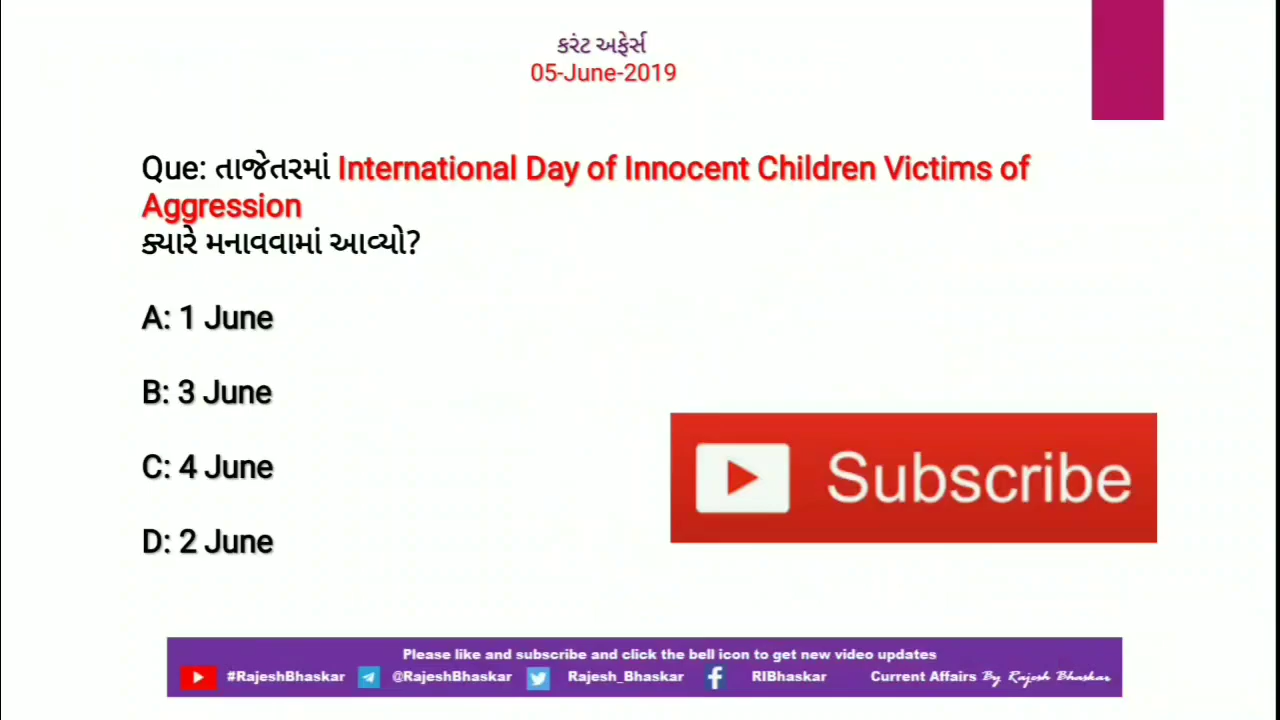 કરંટ અફેર્સ
05-June-2019
Que: તાજેતરમાં International Day of Innocent Children Victims of
Aggression
ક્યારે મનાવવામાં આવ્યો?
A: 1 June
B: 3 June
C: 4 June
D: 2 June
Subscribe
Please like and subscribe and click the bell icon to get new video updates
#RajeshBhaskar @RajeshBhaskar Rajesh_Bhaskar RIBhaskar Current Affairs By Rajesh Bhaskar